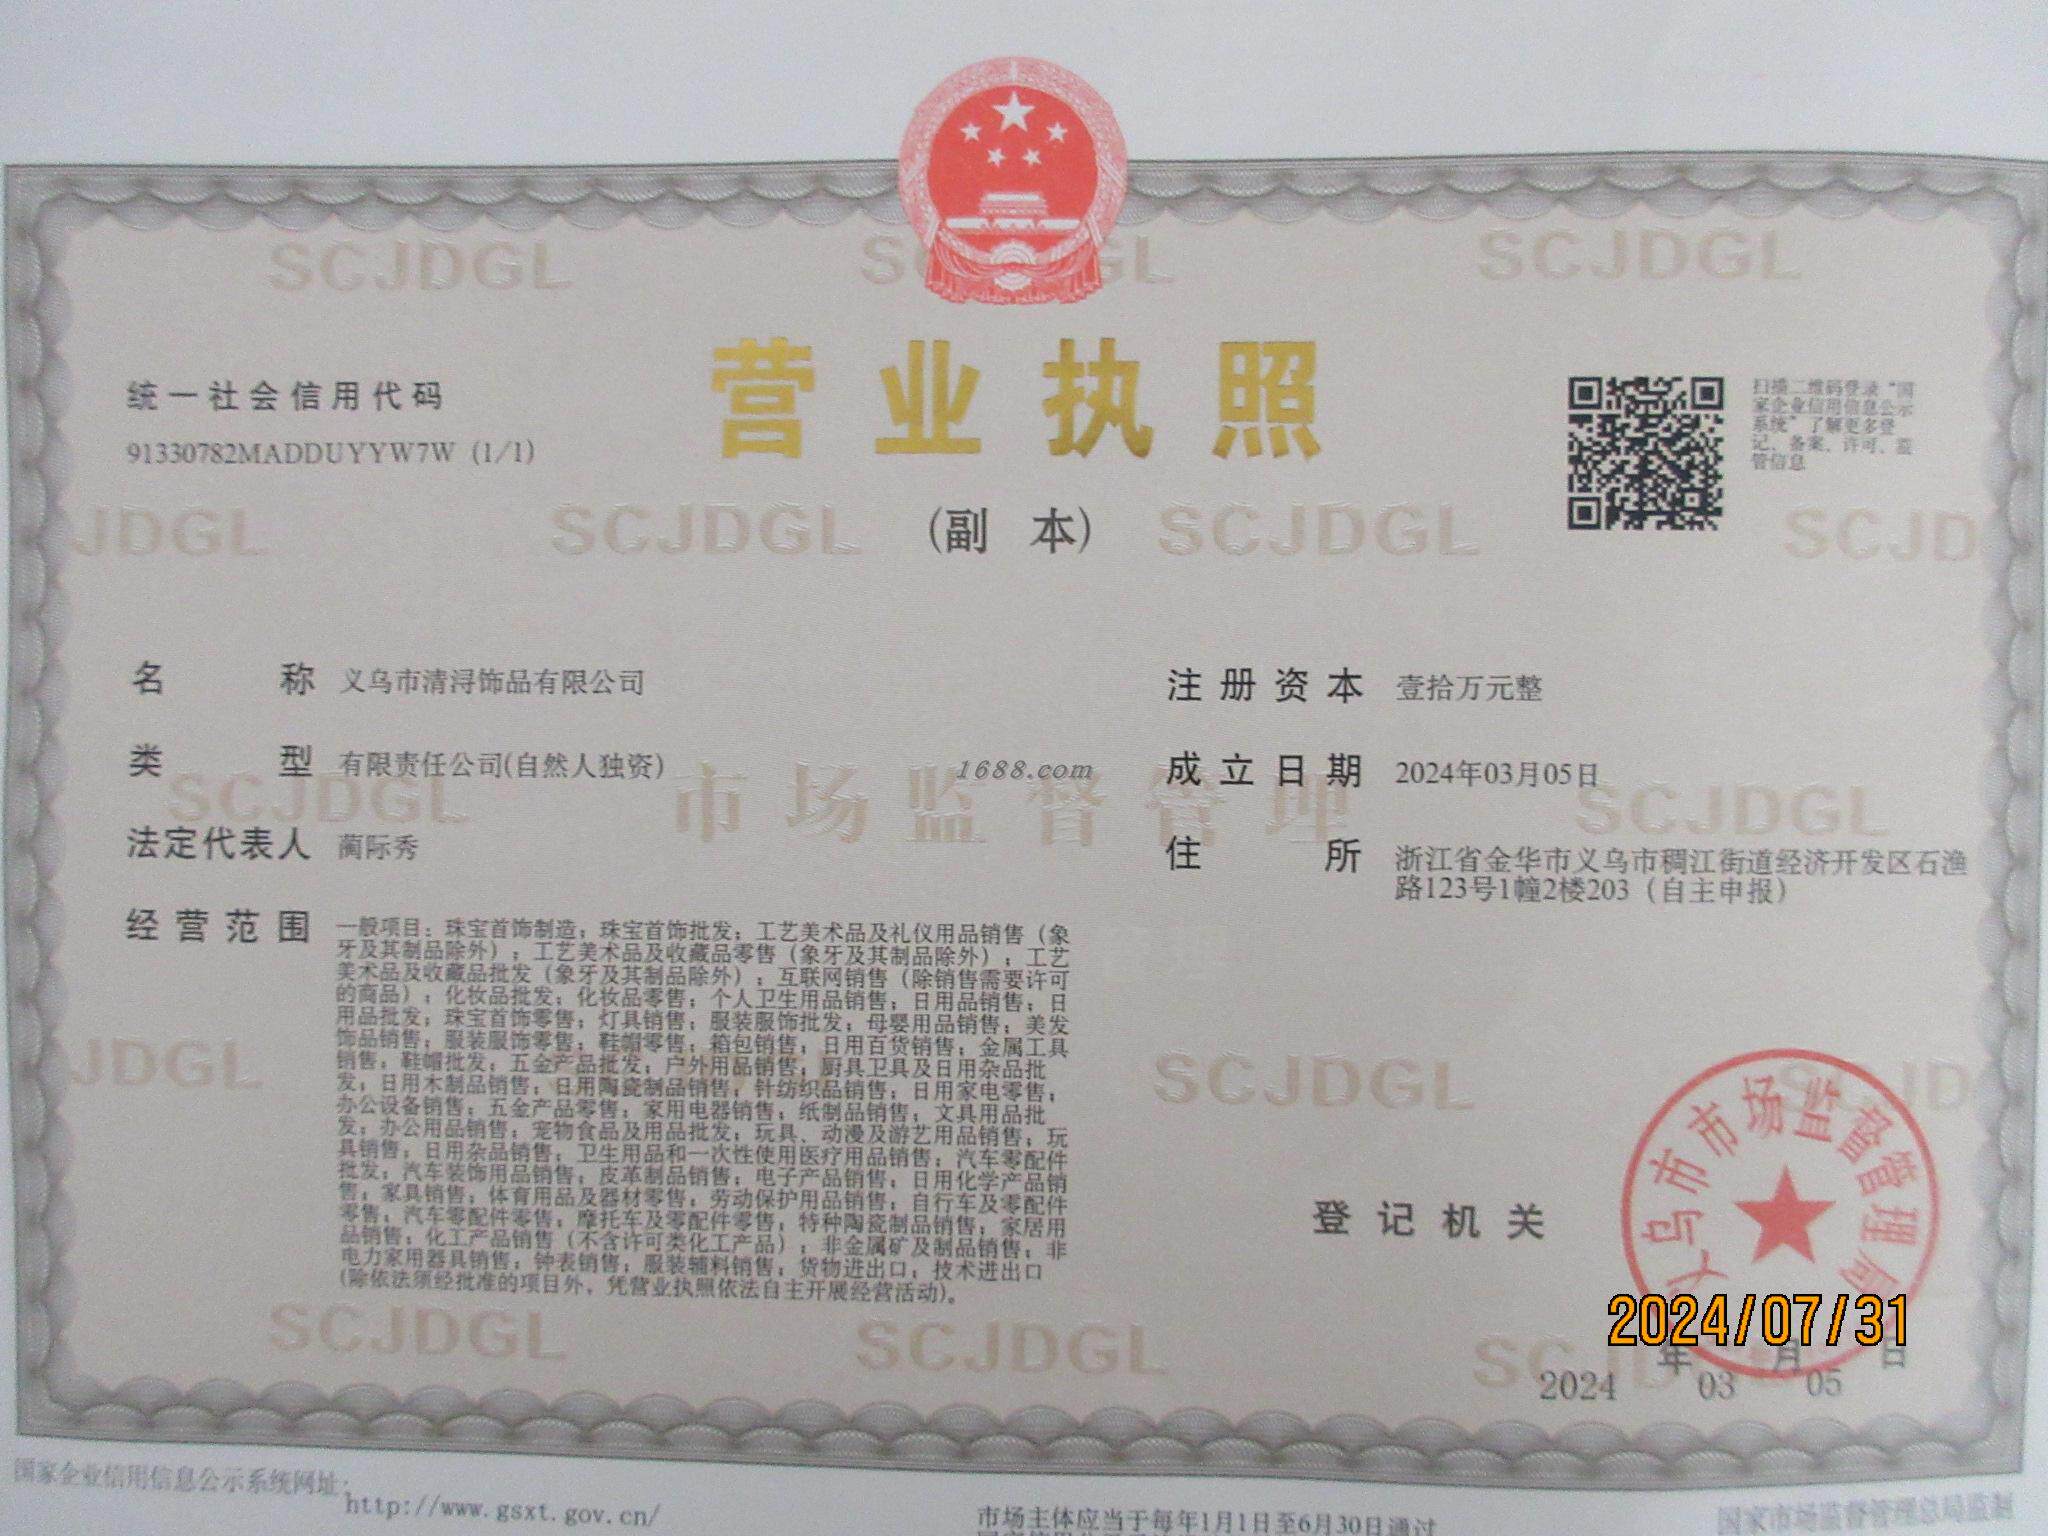 SCJDGL SCJDGL SCJDGL
营业执照
(副 本)
统一社会信用代码
91330782MADDUYYW7W (1/1)
扫描二维码登录“国
家企业信用信息公示
系统”了解更多登
记、备案、许可、监
管信息
JDGL SCJDGL SCJDGL SCJD
名 称 义乌市清浔饰品有限公司
类 型 有限责任公司(自然人独资)
法定代表人 蔺际秀
经营范围 一般项目：珠宝首饰制造；珠宝首饰批发；工艺美术品及礼仪用品销售（象
牙及其制品除外）；工艺美术品及收藏品零售（象牙及其制品除外）；工艺
美术品及收藏品批发（象牙及其制品除外）；互联网销售（除销售需要许可
的商品）；化妆品批发；化妆品零售；个人卫生用品销售；日用品销售；日
用品批发；珠宝首饰零售；灯具销售；服装服饰批发；母婴用品销售；美发
饰品销售；服装服饰零售；鞋帽零售；箱包销售；日用百货销售；金属工具
销售；鞋帽批发；五金产品批发；户外用品销售；厨具卫具及日用杂品批
发；日用木制品销售；日用陶瓷制品销售；针纺织品销售；日用家电零售；
办公设备销售；五金产品零售；家用电器销售；纸制品销售；文具用品批
发；办公用品销售；宠物食品及用品批发；玩具、动漫及游艺用品销售；玩
具销售；日用杂品销售；卫生用品和一次性使用医疗用品销售；汽车零配件
批发；汽车装饰用品销售；皮革制品销售；电子产品销售；日用化学产品销
售；家具销售；体育用品及器材零售；劳动保护用品销售；自行车及零配件
零售；汽车零配件零售；摩托车及零配件零售；特种陶瓷制品销售；家居用
品销售；化工产品销售（不含许可类化工产品）；非金属矿及制品销售；非
电力家用器具销售；钟表销售；服装辅料销售；货物进出口；技术进出口
(除依法须经批准的项目外，凭营业执照依法自主开展经营活动)。
注册资本 壹拾万元整
成立日期 2024年03月05日
住 所 浙江省金华市义乌市稠江街道经济开发区石渔
路123号1幢2楼203（自主申报）
1688.com
SCJDGL 市场监督管理 SCJDGL
JDGL SCJDGL SCJD
登记机关
义乌市市场监督管理局
2024/07/31
2024年03月05日
SCJDGL SCJDGL SCJD
国家企业信用信息公示系统网址：
http://www.gsxt.gov.cn/
市场主体应当于每年1月1日至6月30日通过
国家市场监督管理总局监制